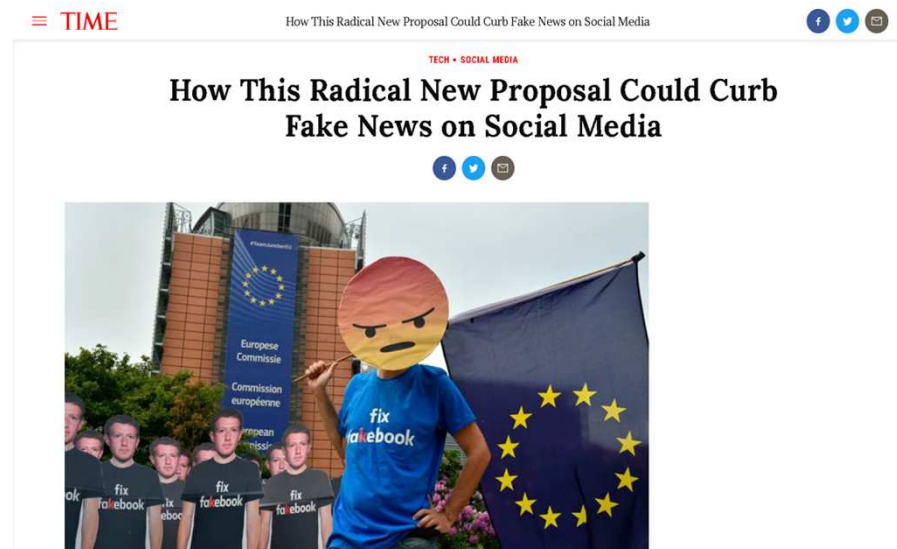 TIME
How This Radical New Proposal Could Curb Fake News on Social Media
TECH • SOCIAL MEDIA
How This Radical New Proposal Could Curb
Fake News on Social Media
Europese
Commissie
Commission
européenne
fix
fakebook
fix
fakebook
fix
fakebook
fix
fakebook